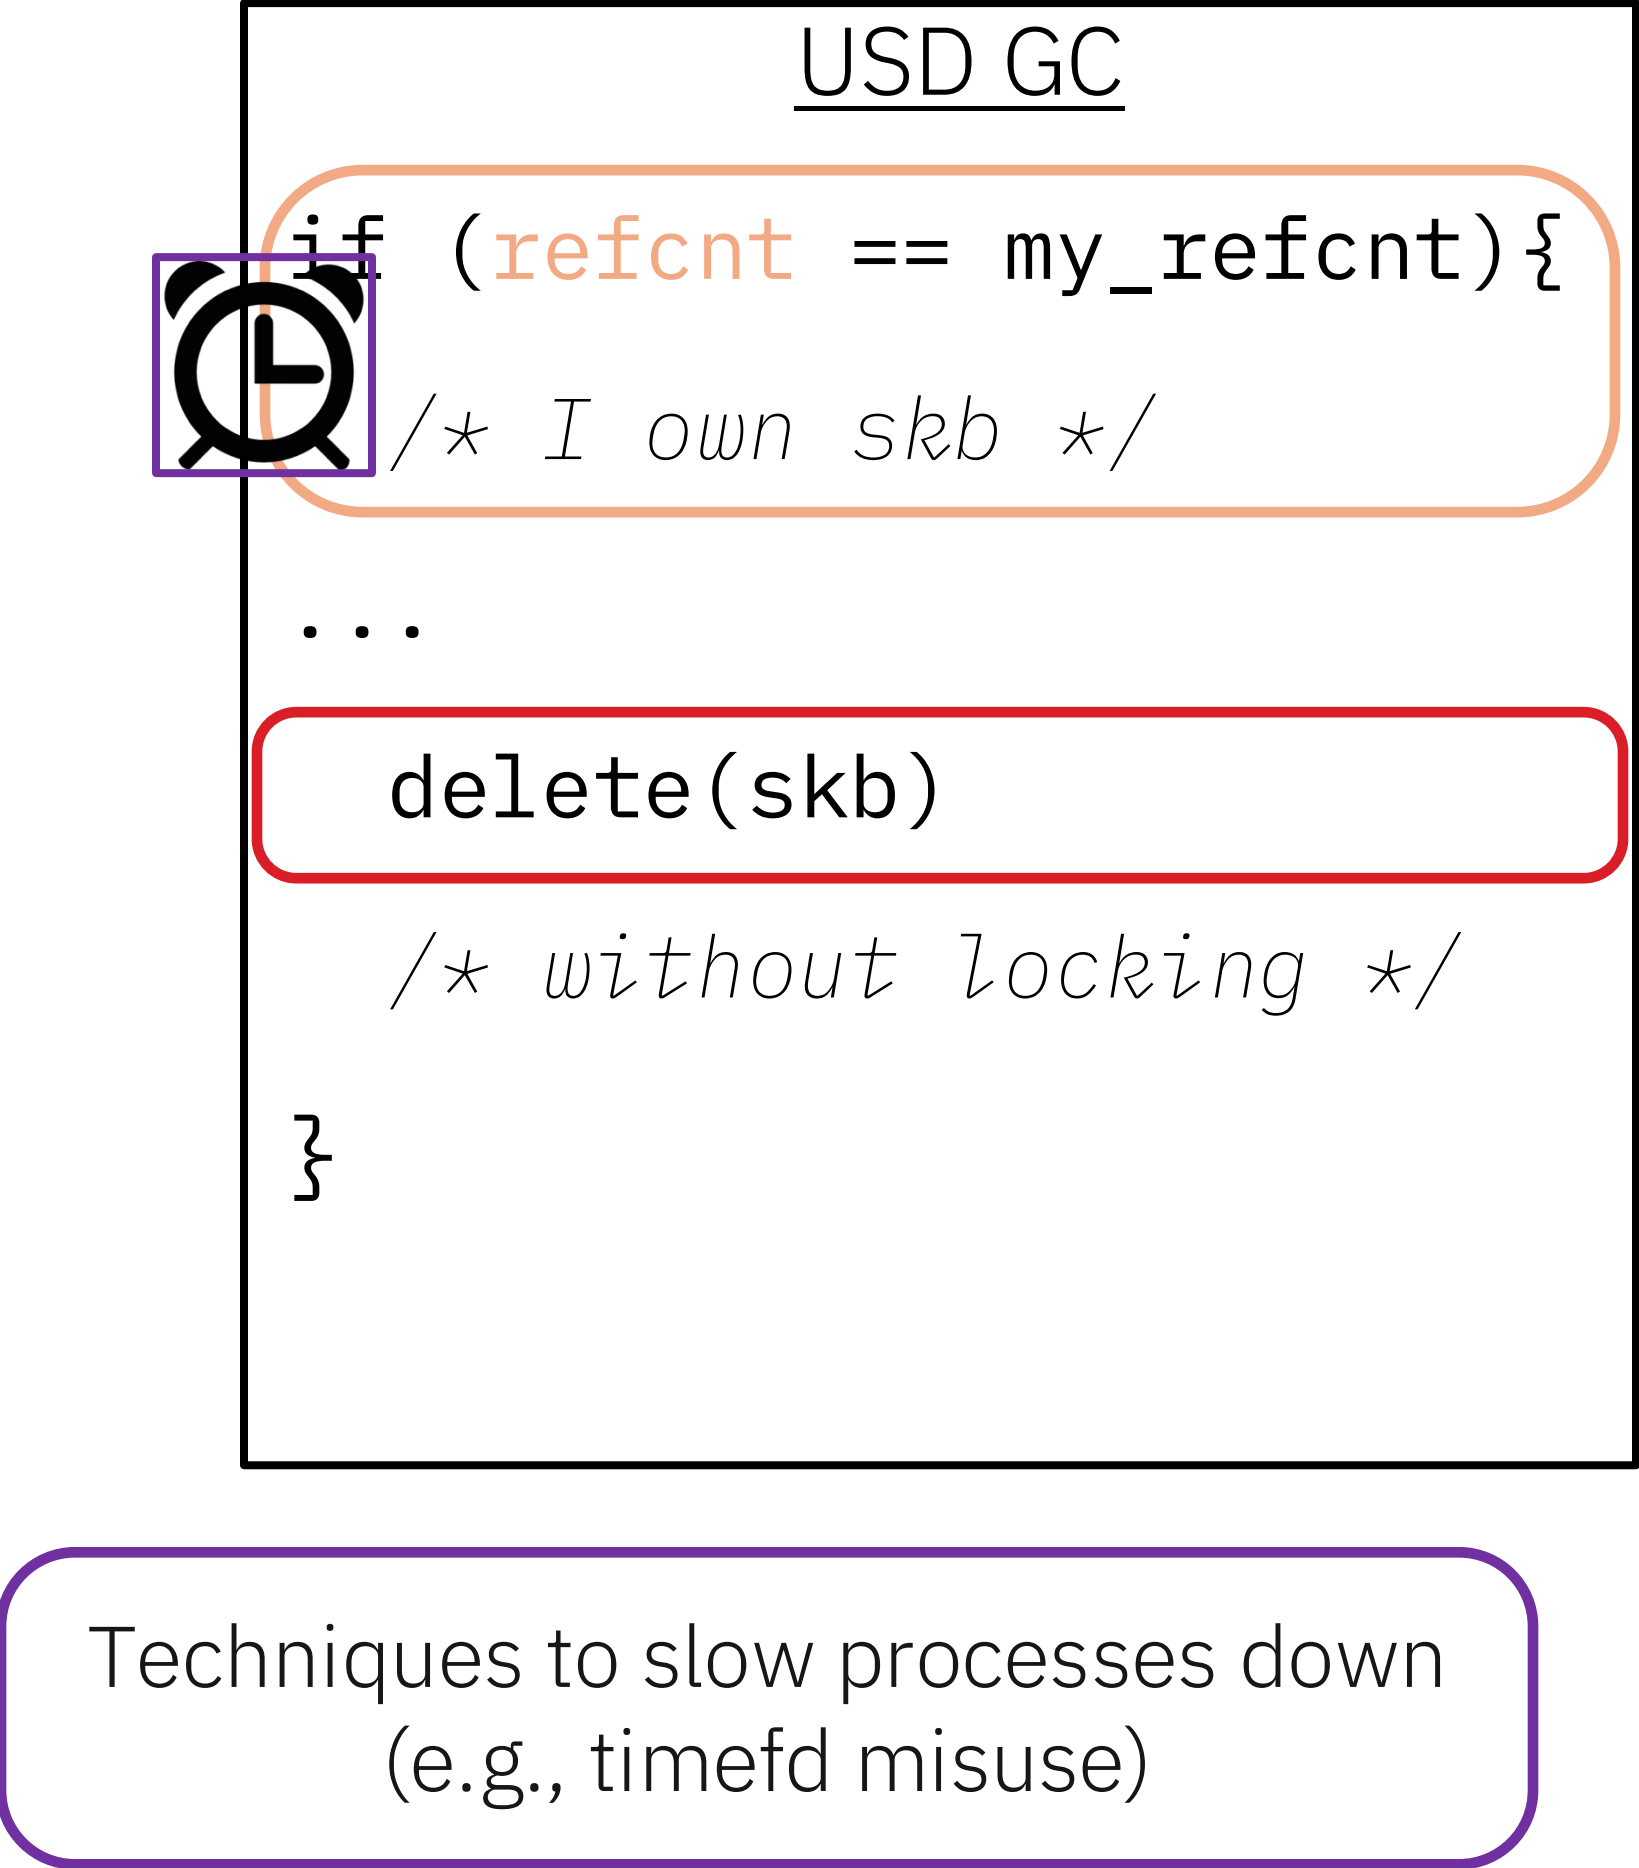 USD GC
if (refcnt == my_refcnt){
/* I own skb */
...
delete(skb)
/* without locking */
}
Techniques to slow processes down
(e.g., timefd misuse)